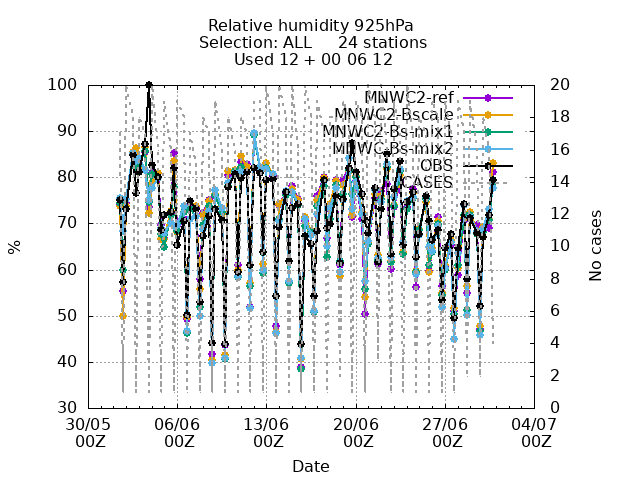 Relative humidity 925hPa
Selection: ALL 24 stations
Used 12 + 00 06 12
MNWC2-ref
MNWC2-Bscale
MNWC2-Bs-mix1
MNWC-Bs-mix2
OBS
CASES
100
90
80
70
60
50
40
30
%
20
18
16
14
12
10
8
6
4
2
0
No cases
30/05 06/06 13/06 20/06 27/06 04/07
00Z 00Z 00Z 00Z 00Z 00Z
Date